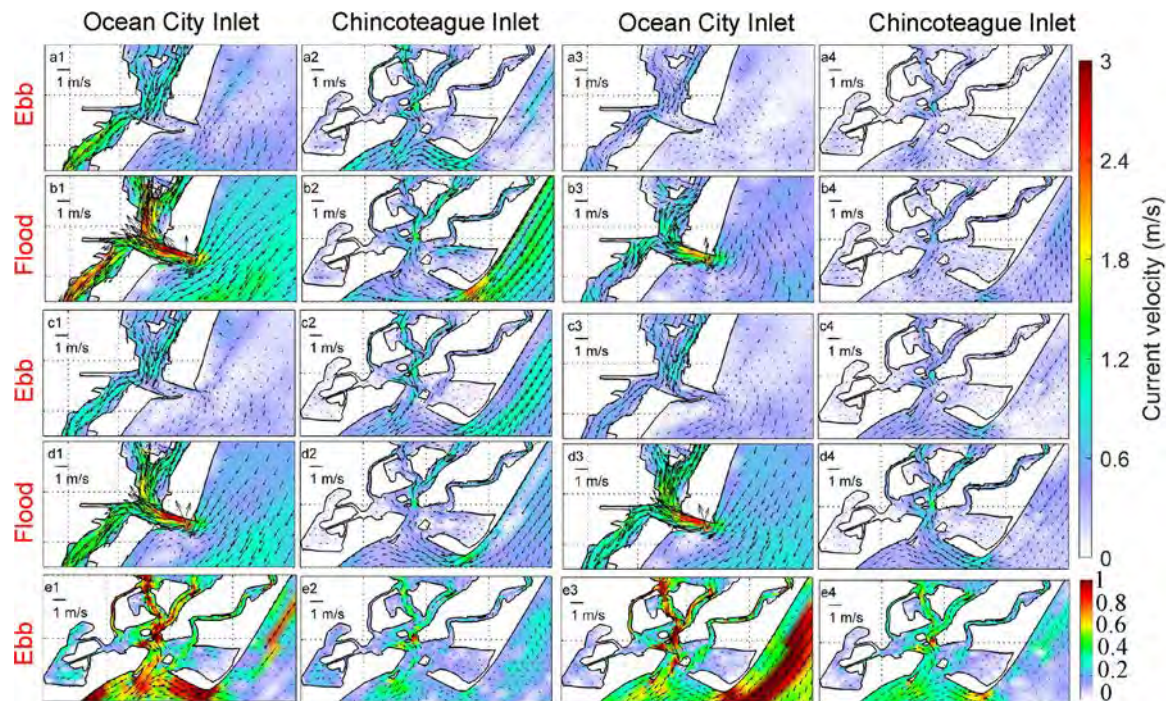 Ocean City Inlet Chincoteague Inlet Ocean City Inlet Chincoteague Inlet
Ebb
a1 a2 a3 a4
1 m/s 1 m/s 1 m/s 1 m/s
Flood
b1 b2 b3 b4
1 m/s 1 m/s 1 m/s 1 m/s
Ebb
c1 c2 c3 c4
1 m/s 1 m/s 1 m/s 1 m/s
Flood
d1 d2 d3 d4
1 m/s 1 m/s 1 m/s 1 m/s
Ebb
e1 e2 e3 e4
1 m/s 1 m/s 1 m/s 1 m/s
3
2.4
1.8
1.2
0.6
0
Current velocity (m/s)
1
0.8
0.6
0.4
0.2
0